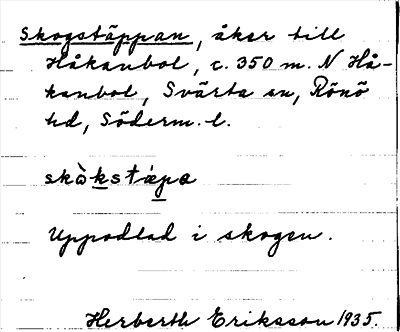 Skogstäppan, åker till
Håkanbol, c. 350 m. N Hå-
kanbol, Svärta sn, Rönö
hd, Söderm. l.
skòkstæpa
Uppodlad i skogen.
Herberth Eriksson 1935.